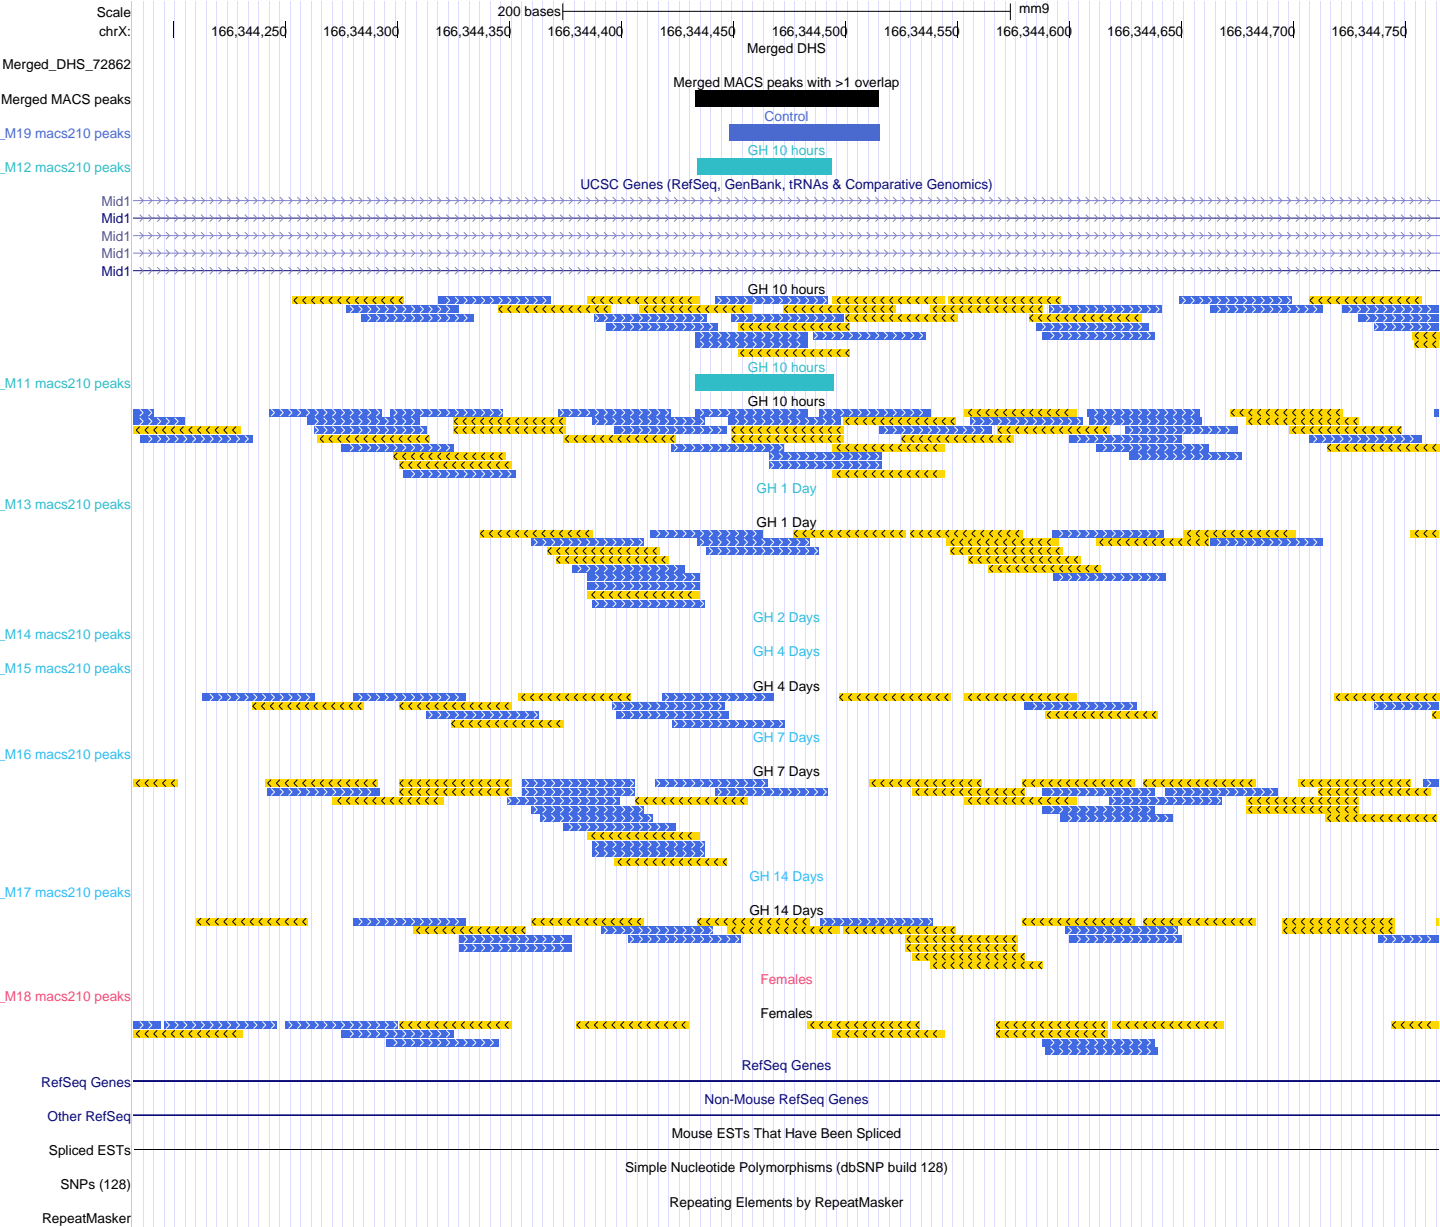 Scale 200 bases mm9
chrX: 166,344,250 166,344,300 166,344,350 166,344,400 166,344,450 166,344,500 166,344,550 166,344,600 166,344,650 166,344,700 166,344,750
Merged DHS
Merged_DHS_72862
Merged MACS peaks with >1 overlap
Merged MACS peaks
Control
_M19 macs210 peaks
GH 10 hours
_M12 macs210 peaks
UCSC Genes (RefSeq, GenBank, tRNAs & Comparative Genomics)
Mid1
Mid1
Mid1
Mid1
Mid1
GH 10 hours
GH 10 hours
_M11 macs210 peaks
GH 10 hours
GH 1 Day
_M13 macs210 peaks
GH 1 Day
GH 2 Days
_M14 macs210 peaks
GH 4 Days
_M15 macs210 peaks
GH 4 Days
GH 7 Days
_M16 macs210 peaks
GH 7 Days
GH 14 Days
_M17 macs210 peaks
GH 14 Days
Females
_M18 macs210 peaks
Females
RefSeq Genes
RefSeq Genes
Non-Mouse RefSeq Genes
Other RefSeq
Mouse ESTs That Have Been Spliced
Spliced ESTs
Simple Nucleotide Polymorphisms (dbSNP build 128)
SNPs (128)
Repeating Elements by RepeatMasker
RepeatMasker